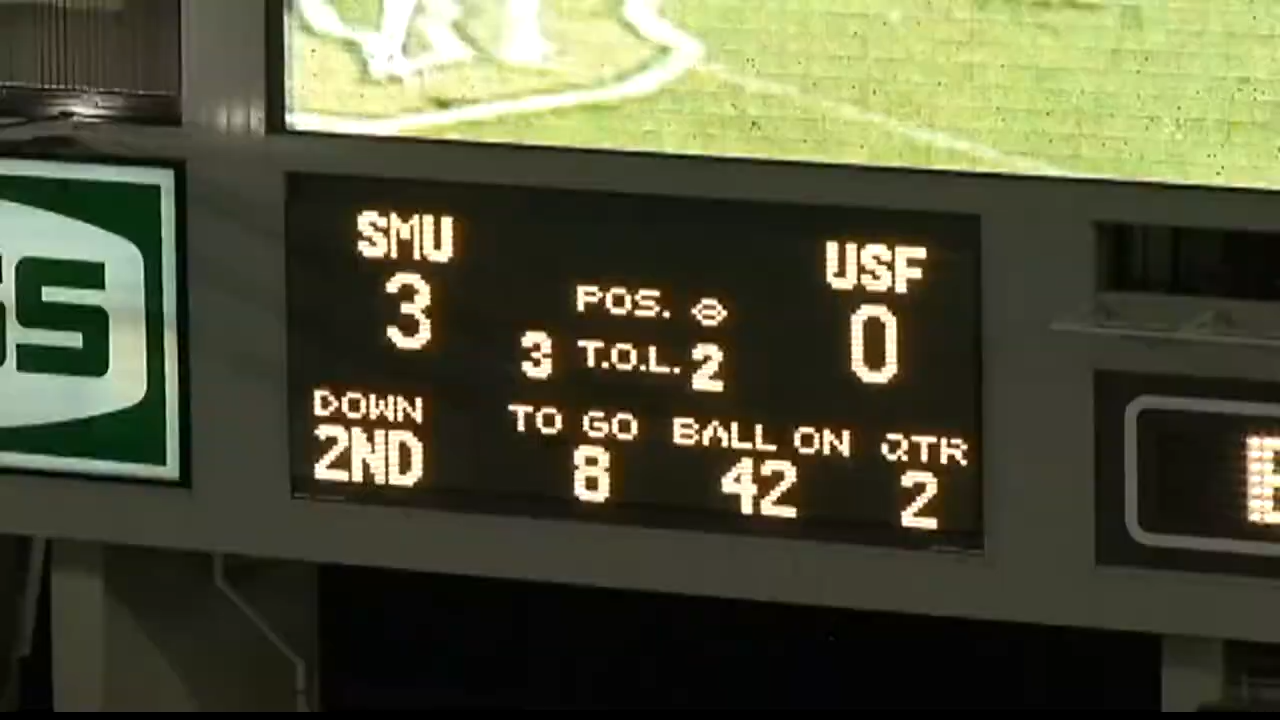 SMU USF
3 0
POS.
3 T.O.L. 2
DOWN TO GO BALL ON QTR
2ND 8 42 2